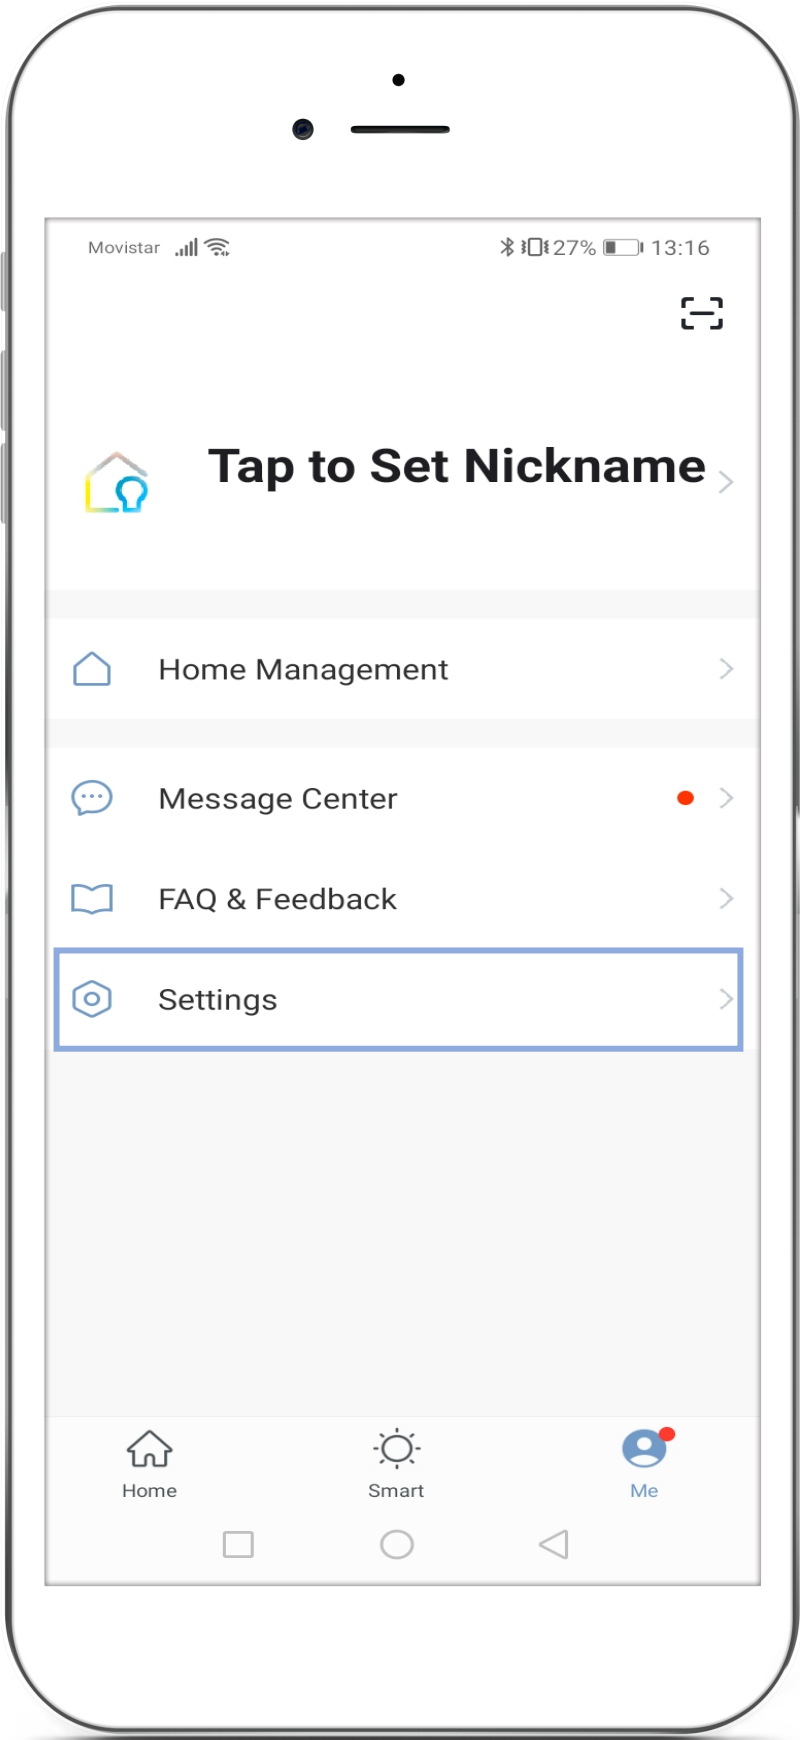 Movistar 27% 13:16
Tap to Set Nickname
Home Management
Message Center
FAQ & Feedback
Settings
Home Smart Me